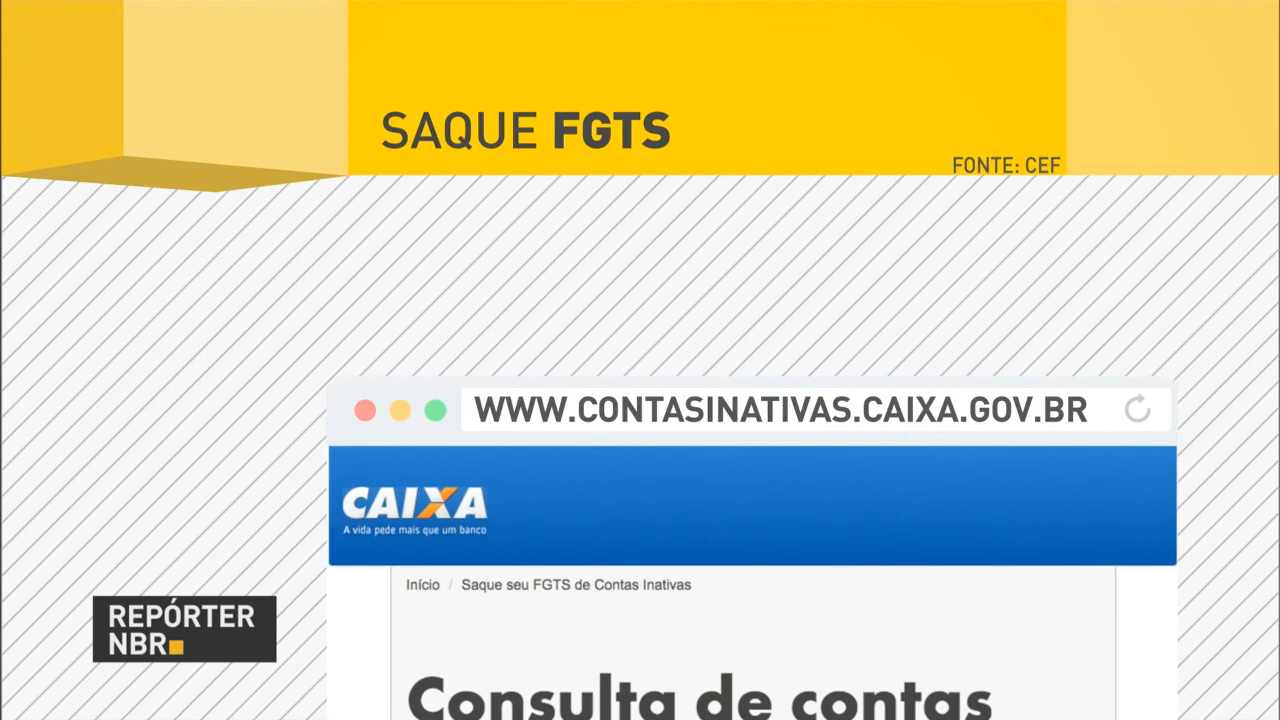 SAQUE FGTS
FONTE: CEF
WWW.CONTASINATIVAS.CAIXA.GOV.BR
CAIXA
A vida pede mais que um banco
Início / Saque seu FGTS de Contas Inativas
REPÓRTER
NBR
Consulta de contas